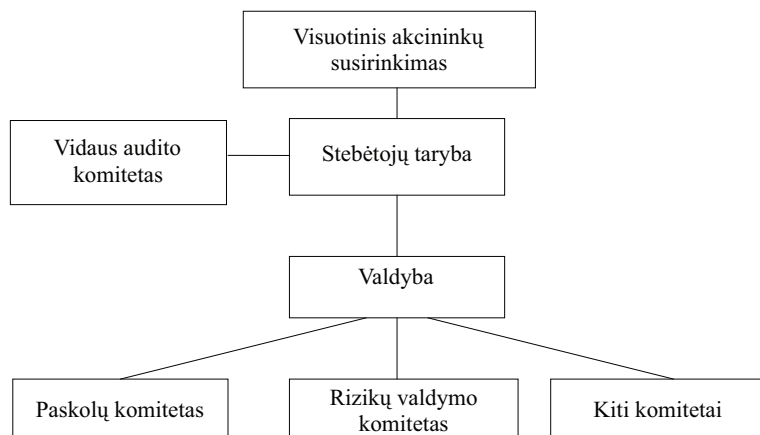 Visuotinis akcininkų
susirinkimas
Vidaus audito
komitetas
Stebėtojų taryba
Valdyba
Paskolų komitetas
Rizikų valdymo
komitetas
Kiti komitetai